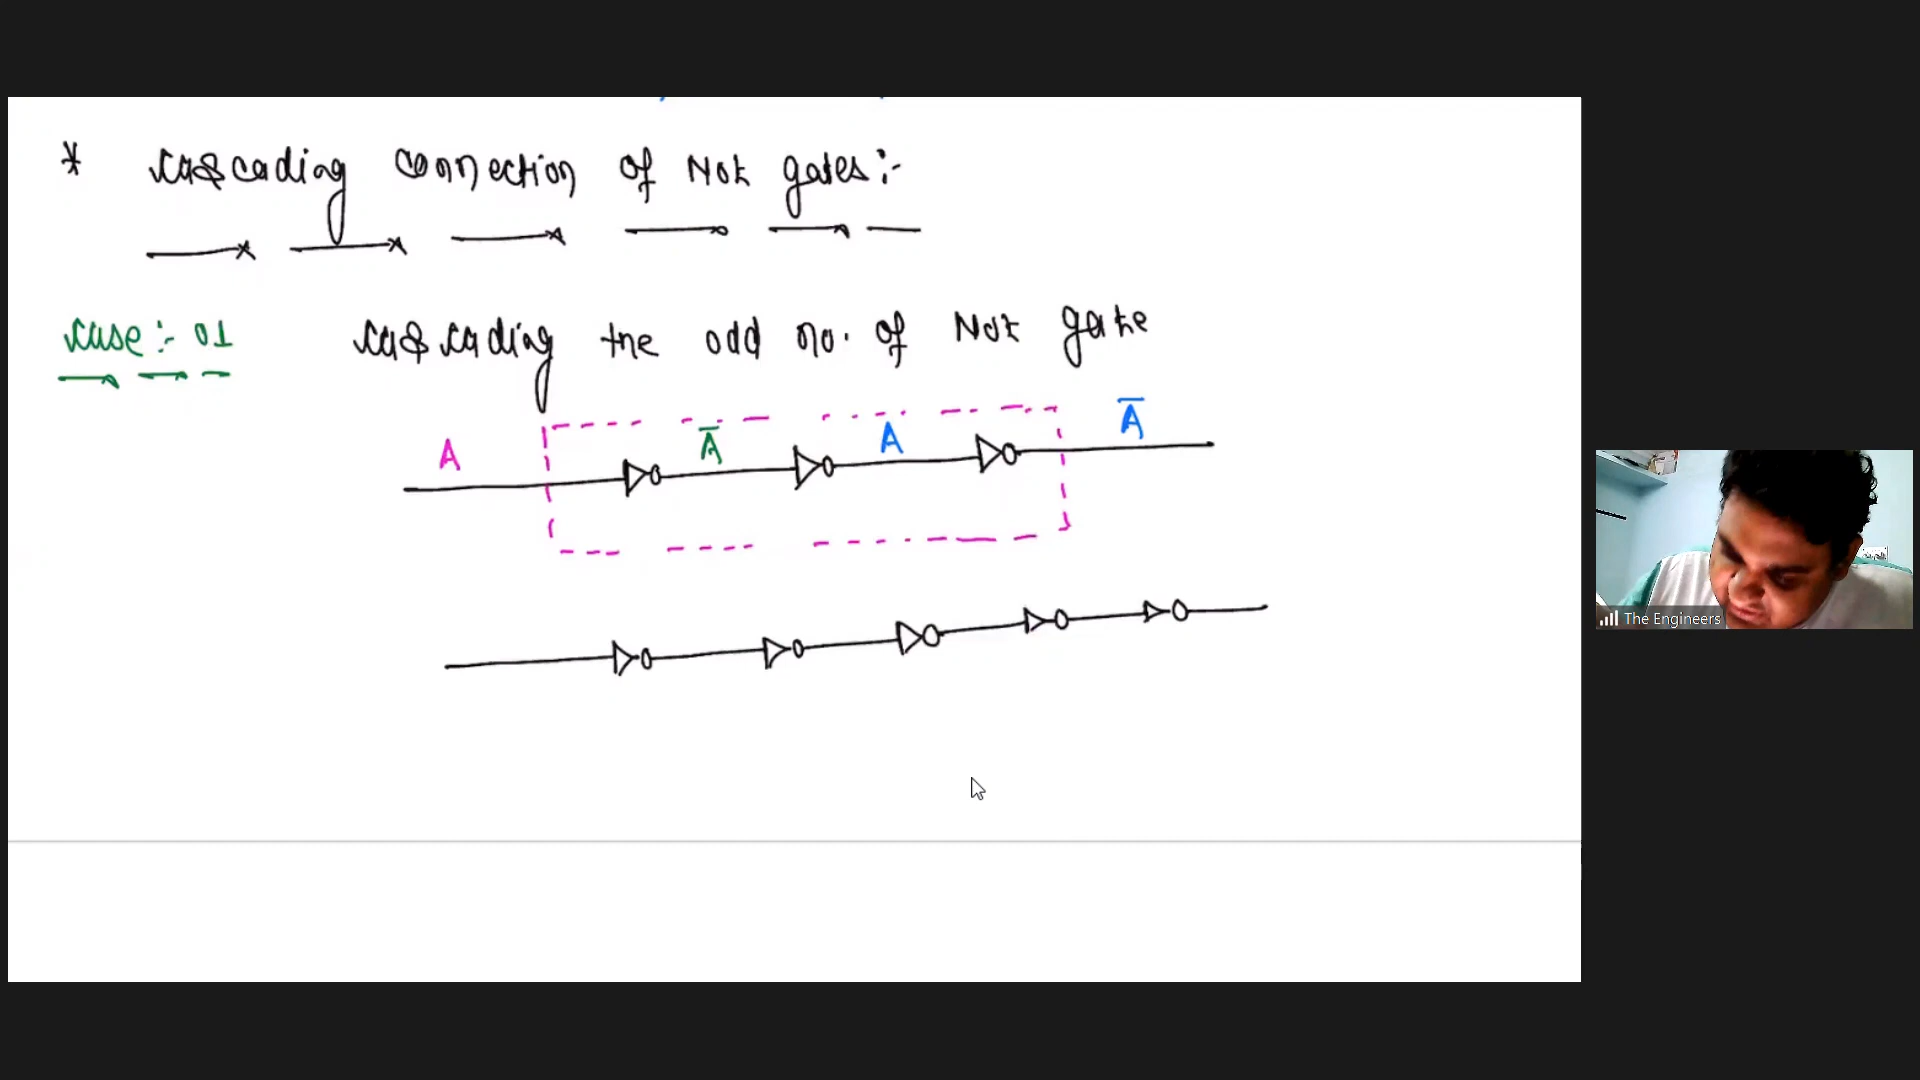 * Cascading connection of Not gates:-
Case:- 01 Cascading the odd no. of Not gate
A Ā A Ā
The Engineers